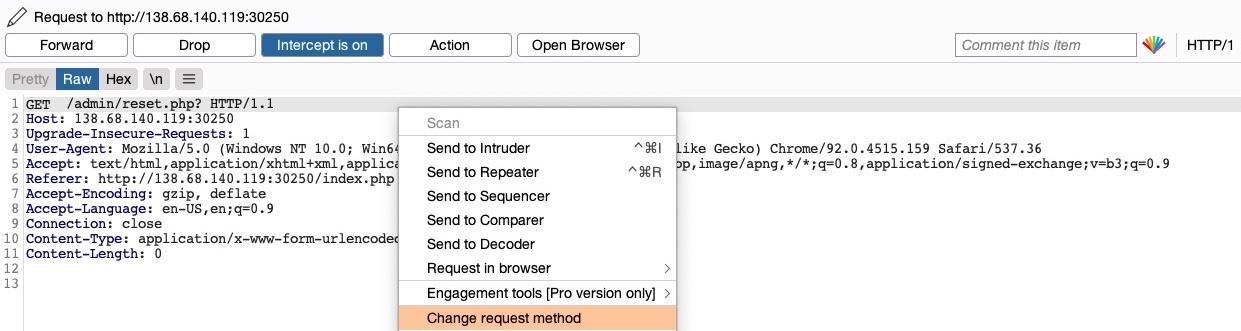 Request to http://138.68.140.119:30250
Forward Drop Intercept is on Action Open Browser Comment this item HTTP/1
Pretty Raw Hex \n
1 GET /admin/reset.php? HTTP/1.1
2 Host: 138.68.140.119:30250
3 Upgrade-Insecure-Requests: 1
4 User-Agent: Mozilla/5.0 (Windows NT 10.0; Win64 like Gecko) Chrome/92.0.4515.159 Safari/537.36
5 Accept: text/html,application/xhtml+xml,applica op,image/apng,*/*;q=0.8,application/signed-exchange;v=b3;q=0.9
6 Referer: http://138.68.140.119:30250/index.php
7 Accept-Encoding: gzip, deflate
8 Accept-Language: en-US,en;q=0.9
9 Connection: close
10 Content-Type: application/x-www-form-urlencoded
11 Content-Length: 0
12
13
Scan
Send to Intruder ^⌘I
Send to Repeater ^⌘R
Send to Sequencer
Send to Comparer
Send to Decoder
Request in browser >
Engagement tools [Pro version only] >
Change request method